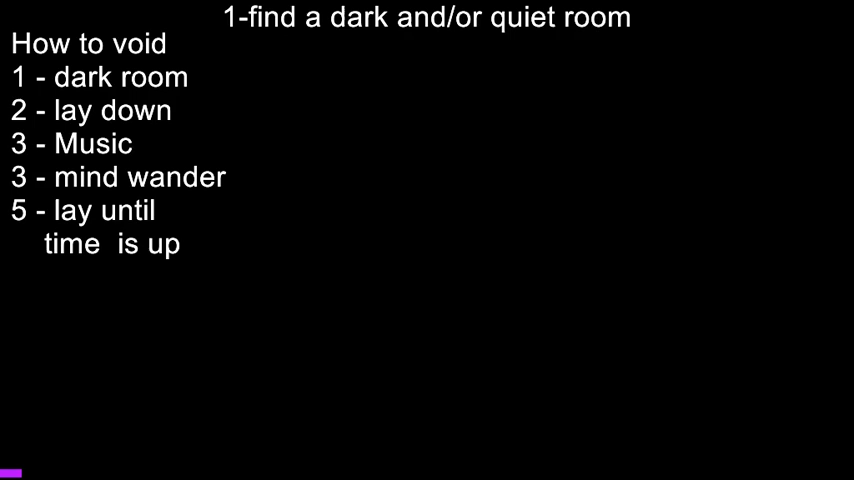 1-find a dark and/or quiet room
How to void
1 - dark room
2 - lay down
3 - Music
3 - mind wander
5 - lay until
time is up